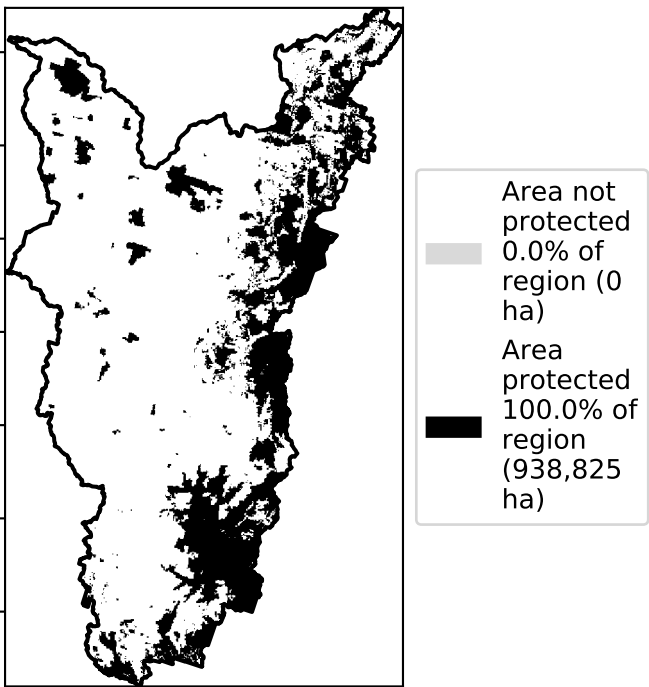 Area not
protected
0.0% of
region (0
ha)
Area
protected
100.0% of
region
(938,825
ha)